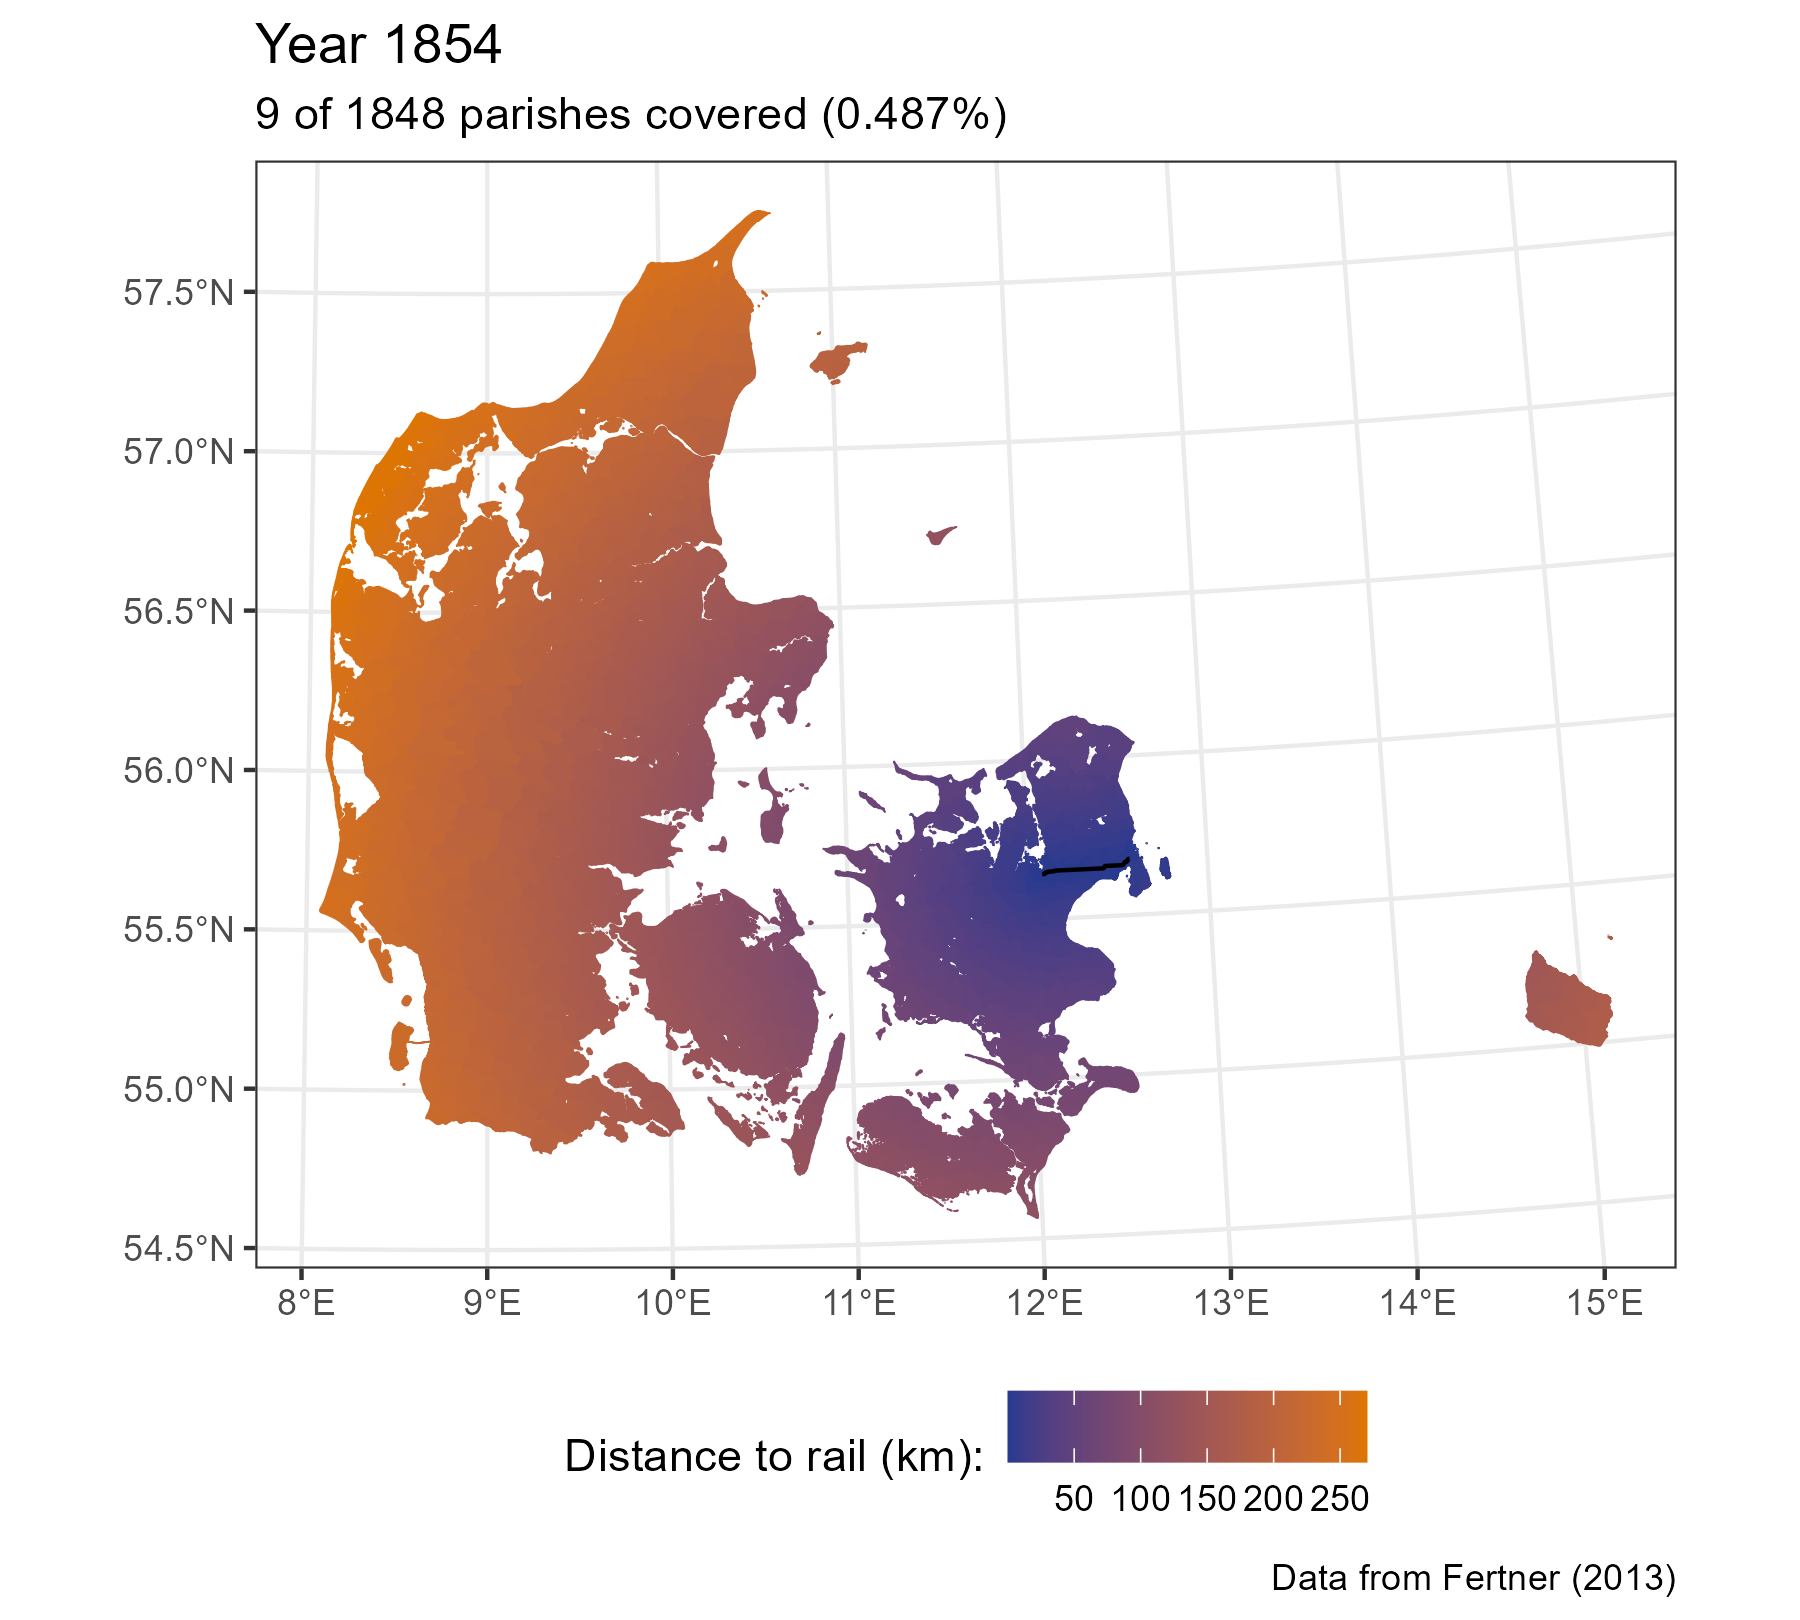 Year 1854
9 of 1848 parishes covered (0.487%)
57.5°N
57.0°N
56.5°N
56.0°N
55.5°N
55.0°N
54.5°N
8°E 9°E 10°E 11°E 12°E 13°E 14°E 15°E
Distance to rail (km):
50 100 150 200 250
Data from Fertner (2013)